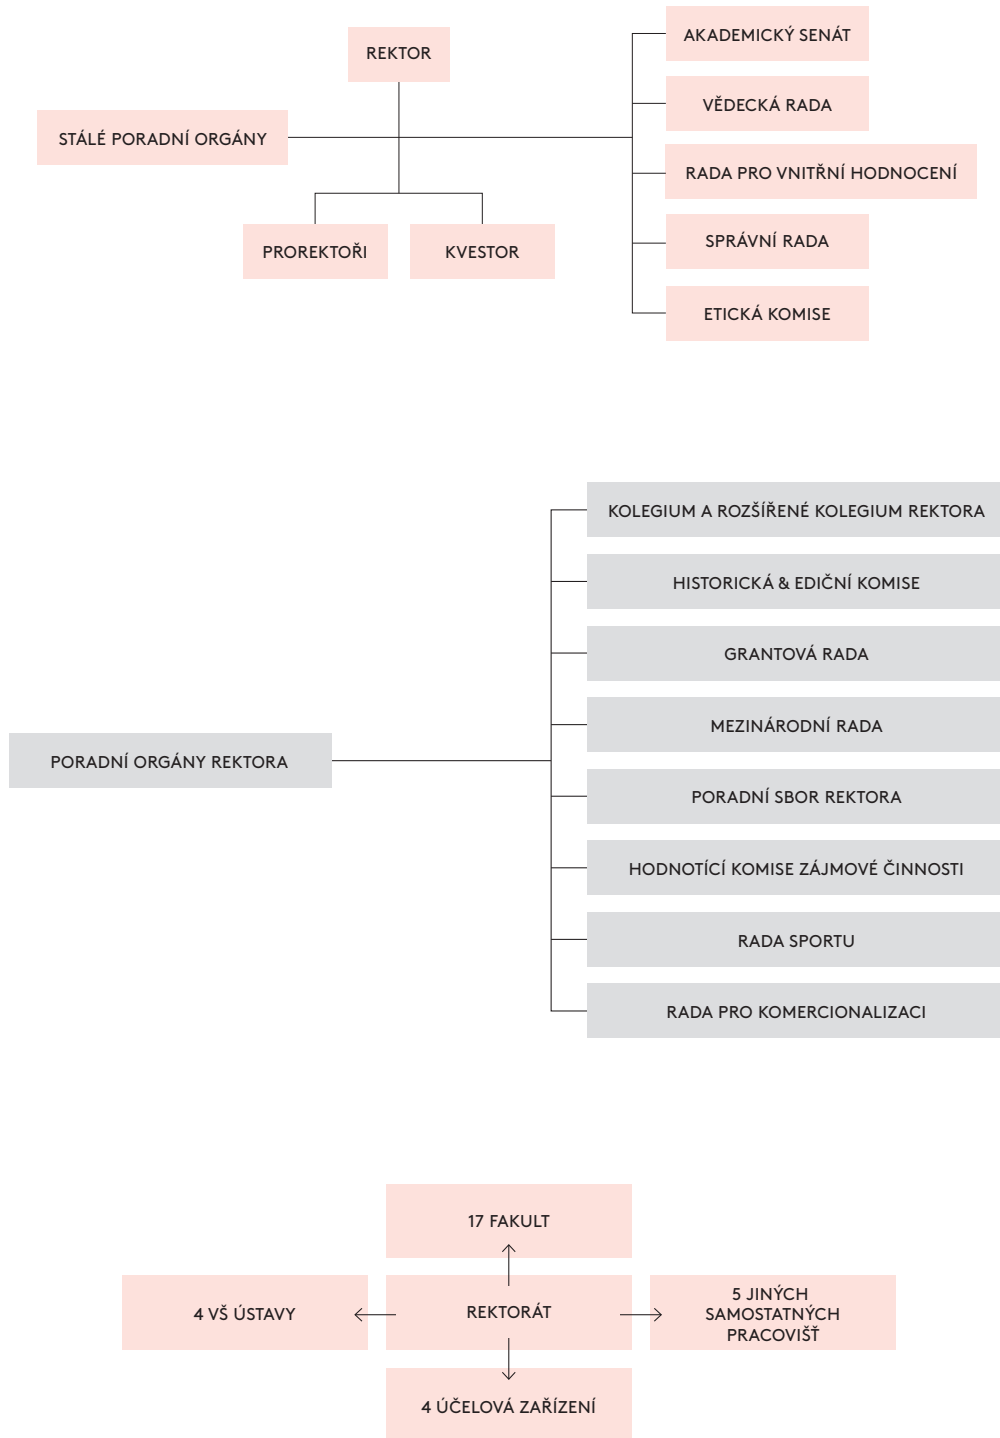 REKTOR
STÁLÉ PORADNÍ ORGÁNY
PROREKTOŘI
KVESTOR
AKADEMICKÝ SENÁT
VĚDECKÁ RADA
RADA PRO VNITŘNÍ HODNOCENÍ
SPRÁVNÍ RADA
ETICKÁ KOMISE
PORADNÍ ORGÁNY REKTORA
KOLEGIUM A ROZŠÍŘENÉ KOLEGIUM REKTORA
HISTORICKÁ & EDIČNÍ KOMISE
GRANTOVÁ RADA
MEZINÁRODNÍ RADA
PORADNÍ SBOR REKTORA
HODNOTÍCÍ KOMISE ZÁJMOVÉ ČINNOSTI
RADA SPORTU
RADA PRO KOMERCIONALIZACI
17 FAKULT
4 VŠ ÚSTAVY
REKTORÁT
5 JINÝCH
SAMOSTATNÝCH
PRACOVIŠŤ
4 ÚČELOVÁ ZAŘÍZENÍ